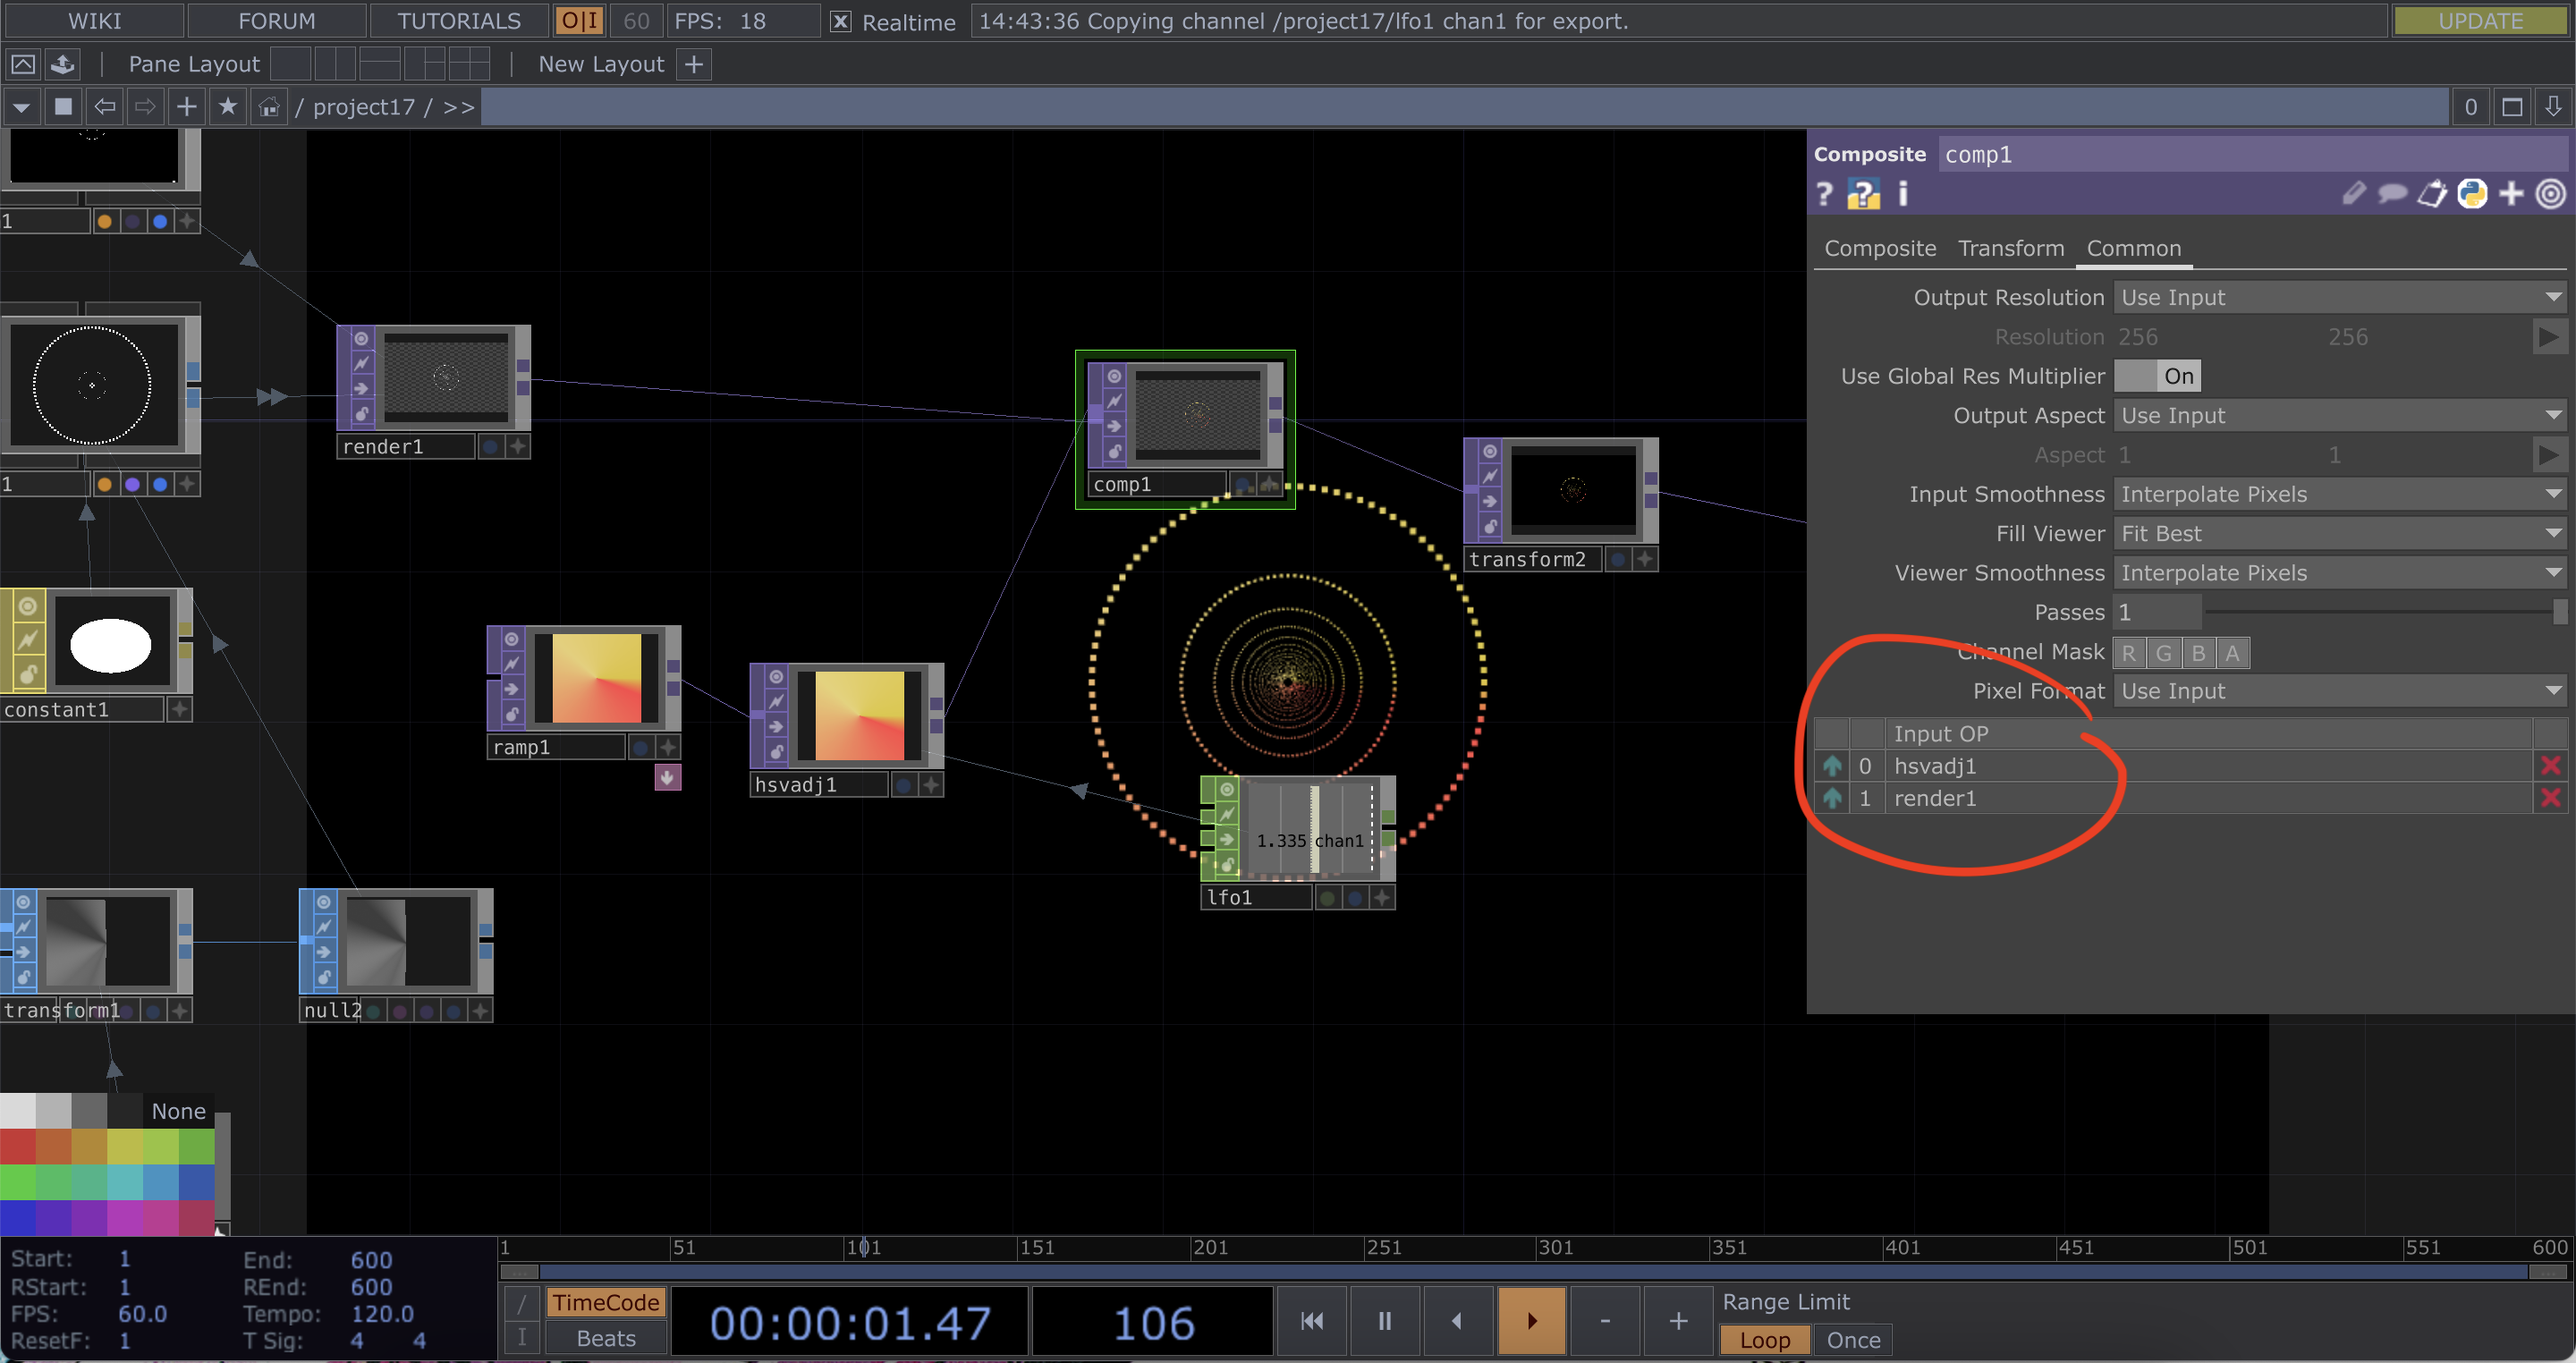 WIKI FORUM TUTORIALS O|I 60 FPS: 18 X Realtime 14:43:36 Copying channel /project17/lfo1 chan1 for export. UPDATE
Pane Layout New Layout +
/ project17 / >> 0
Composite comp1
? ? i
Composite Transform Common
Output Resolution Use Input
Resolution 256 256
Use Global Res Multiplier On
Output Aspect Use Input
Aspect 1 1
Input Smoothness Interpolate Pixels
Fill Viewer Fit Best
Viewer Smoothness Interpolate Pixels
Passes 1
Channel Mask R G B A
Pixel Format Use Input
Input OP
0 hsvadj1
1 render1
1
render1
1
comp1
transform2
constant1
ramp1
hsvadj1
1.335 chan1
lfo1
transform1
null2
None
1 51 101 151 201 251 301 351 401 451 501 551 600
Start: 1 End: 600
RStart: 1 REnd: 600
FPS: 60.0 Tempo: 120.0
ResetF: 1 T Sig: 4 4
/ TimeCode
I Beats
00:00:01.47 106
- +
Range Limit
Loop Once